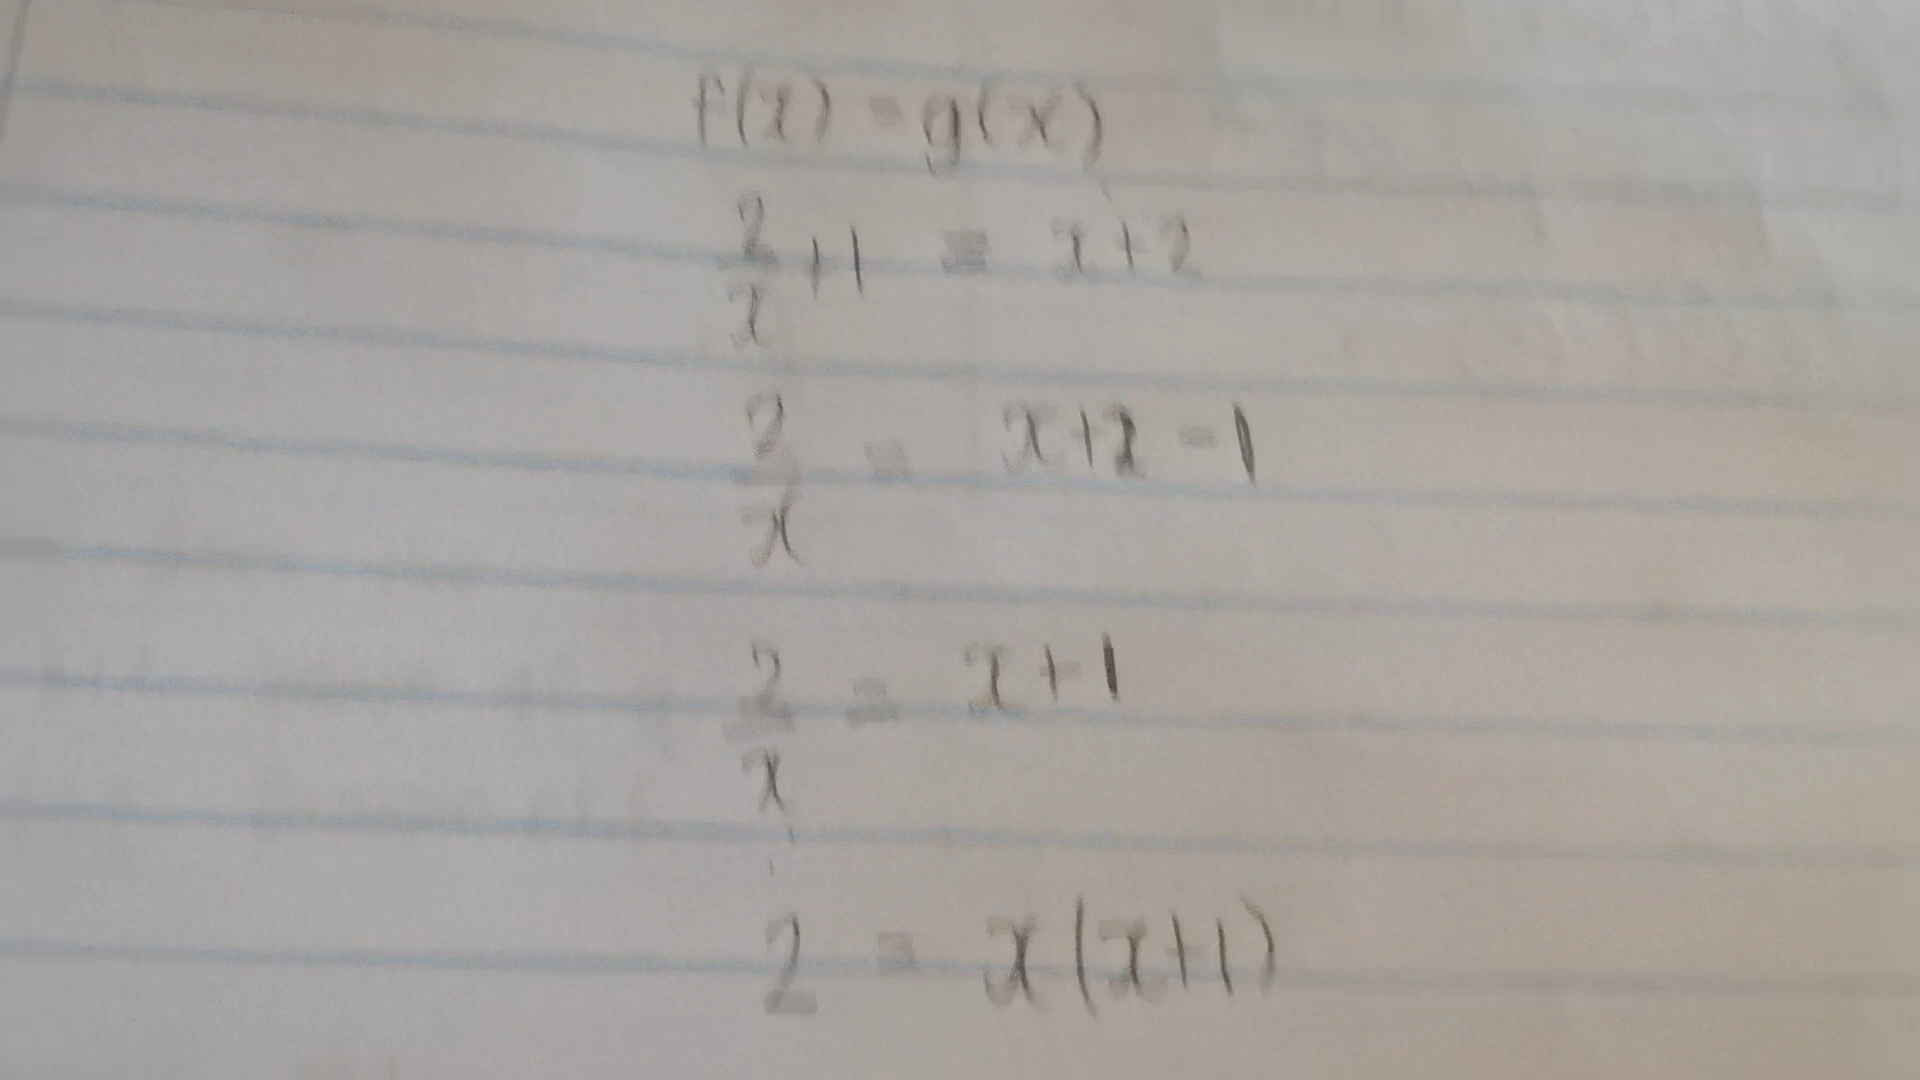 f(x) = g(x)
2/x + 1 = x + 2
2/x = x + 2 - 1
2/x = x + 1
2 = x(x + 1)